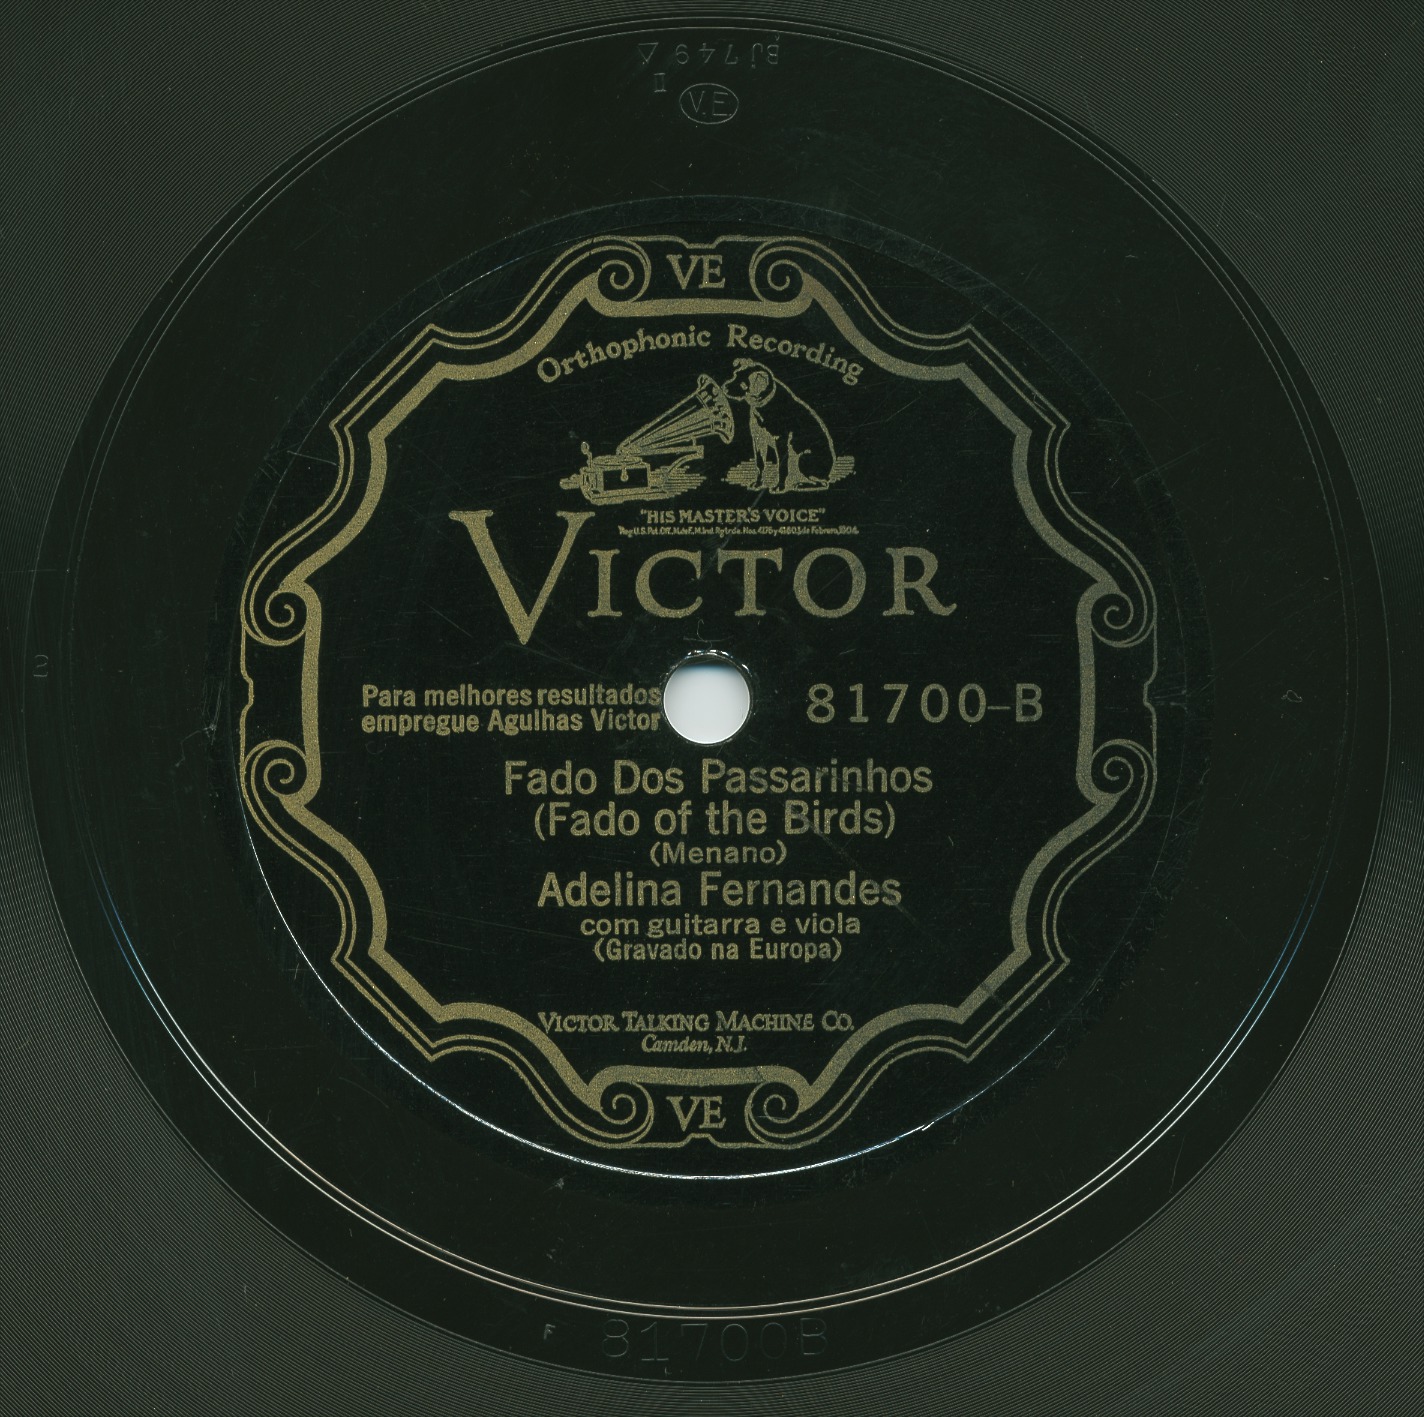 BJ749 Δ
II
V.E.
VE
Orthophonic Recording
"HIS MASTER'S VOICE"
VICTOR
Para melhores resultados
empregue Agulhas Victor
81700-B
Fado Dos Passarinhos
(Fado of the Birds)
(Menano)
Adelina Fernandes
com guitarra e viola
(Gravado na Europa)
VICTOR TALKING MACHINE CO.
Camden, N.J.
VE
F 81700B